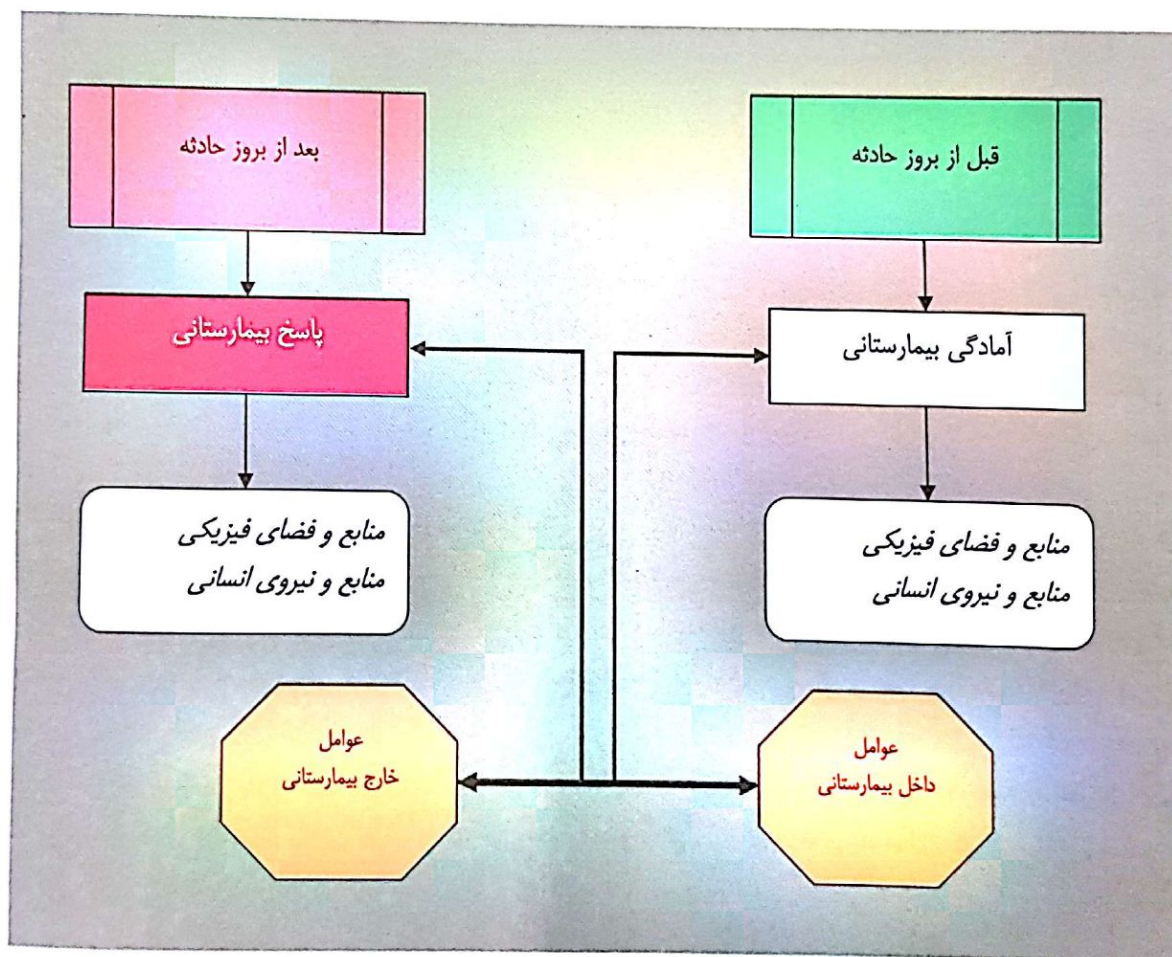 قبل از بروز حادثه
بعد از بروز حادثه
آمادگی بیمارستانی
پاسخ بیمارستانی
منابع و فضای فیزیکی
منابع و نیروی انسانی
منابع و فضای فیزیکی
منابع و نیروی انسانی
عوامل
داخل بیمارستانی
عوامل
خارج بیمارستانی